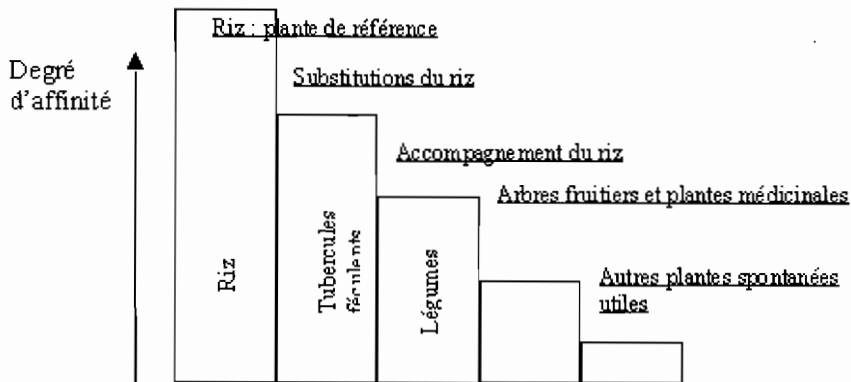 Riz : plante de référence
Degré
d'affinité
Substitutions du riz
Accompagnement du riz
Arbres fruitiers et plantes médicinales
Autres plantes spontanées
utiles
Riz
Tubercules
féculents
Légumes